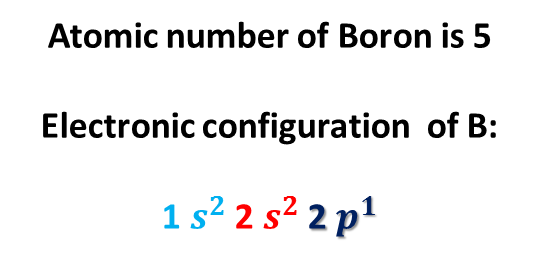 Atomic number of Boron is 5
Electronic configuration of B:
1 s² 2 s² 2 p¹